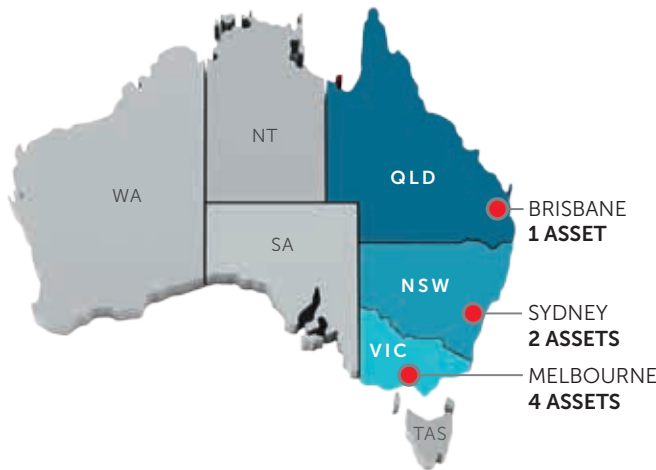 NT
QLD
WA
BRISBANE
1 ASSET
SA
NSW
SYDNEY
2 ASSETS
VIC
MELBOURNE
4 ASSETS
TAS